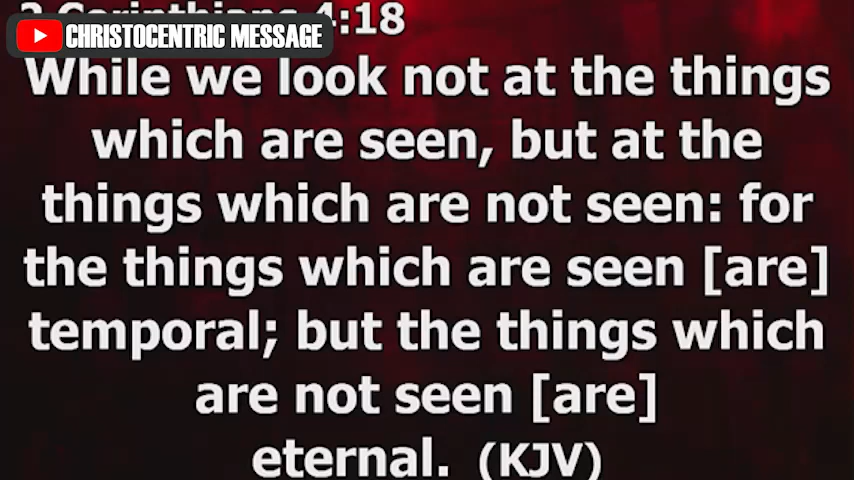 2 Corinthians 4:18
CHRISTOCENTRIC MESSAGE
While we look not at the things
which are seen, but at the
things which are not seen: for
the things which are seen [are]
temporal; but the things which
are not seen [are]
eternal. (KJV)